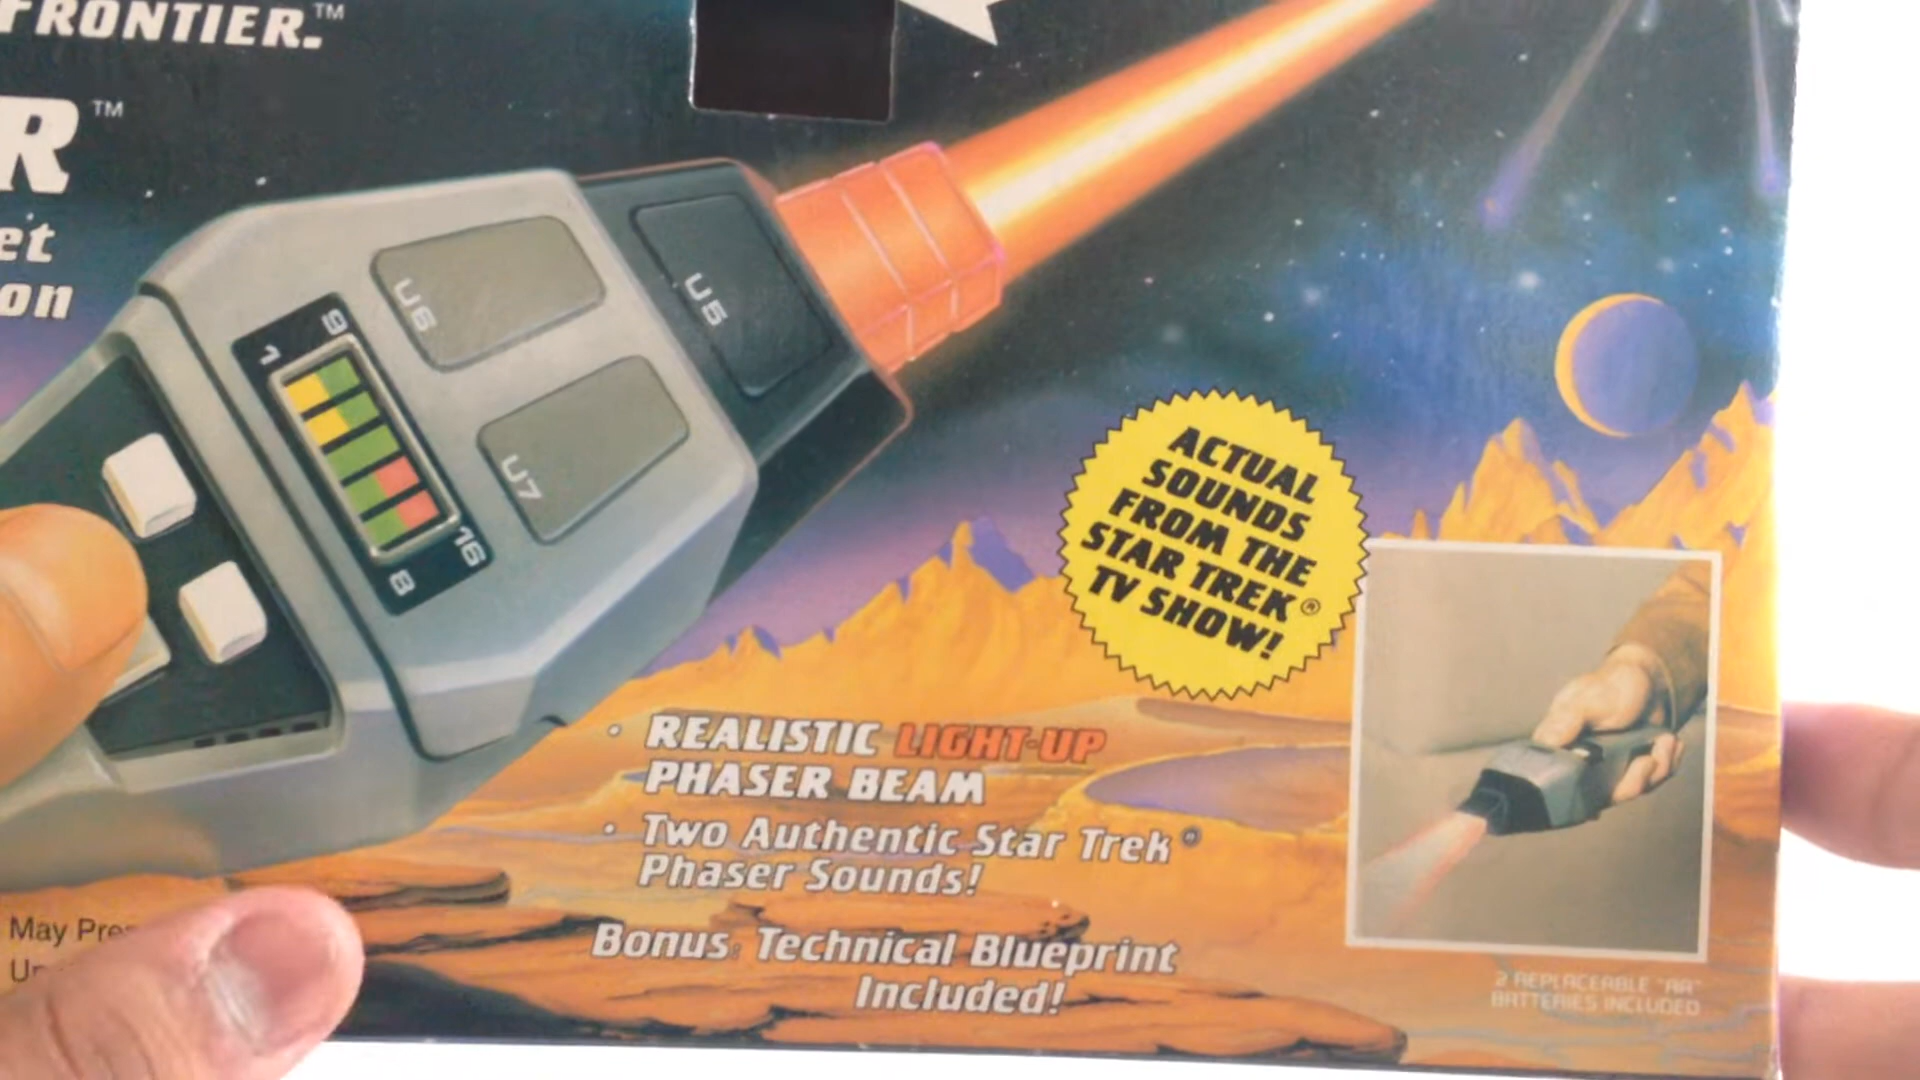 FRONTIER.™
R™
et
on
U6
U5
U7
1
9
8
16
ACTUAL
SOUNDS
FROM THE
STAR TREK®
TV SHOW!
· REALISTIC LIGHT-UP
PHASER BEAM
· Two Authentic Star Trek®
Phaser Sounds!
Bonus: Technical Blueprint
Included!
May Pre
2 REPLACEABLE "AA"
BATTERIES INCLUDED